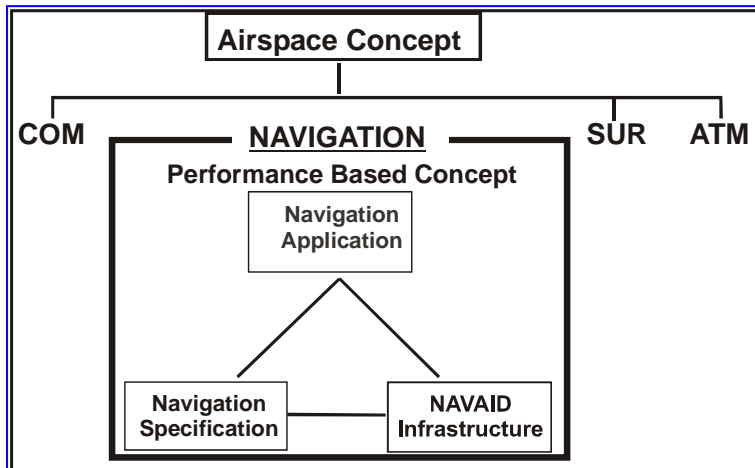 Airspace Concept
COM
NAVIGATION
SUR
ATM
Performance Based Concept
Navigation
Application
Navigation
Specification
NAVAID
Infrastructure